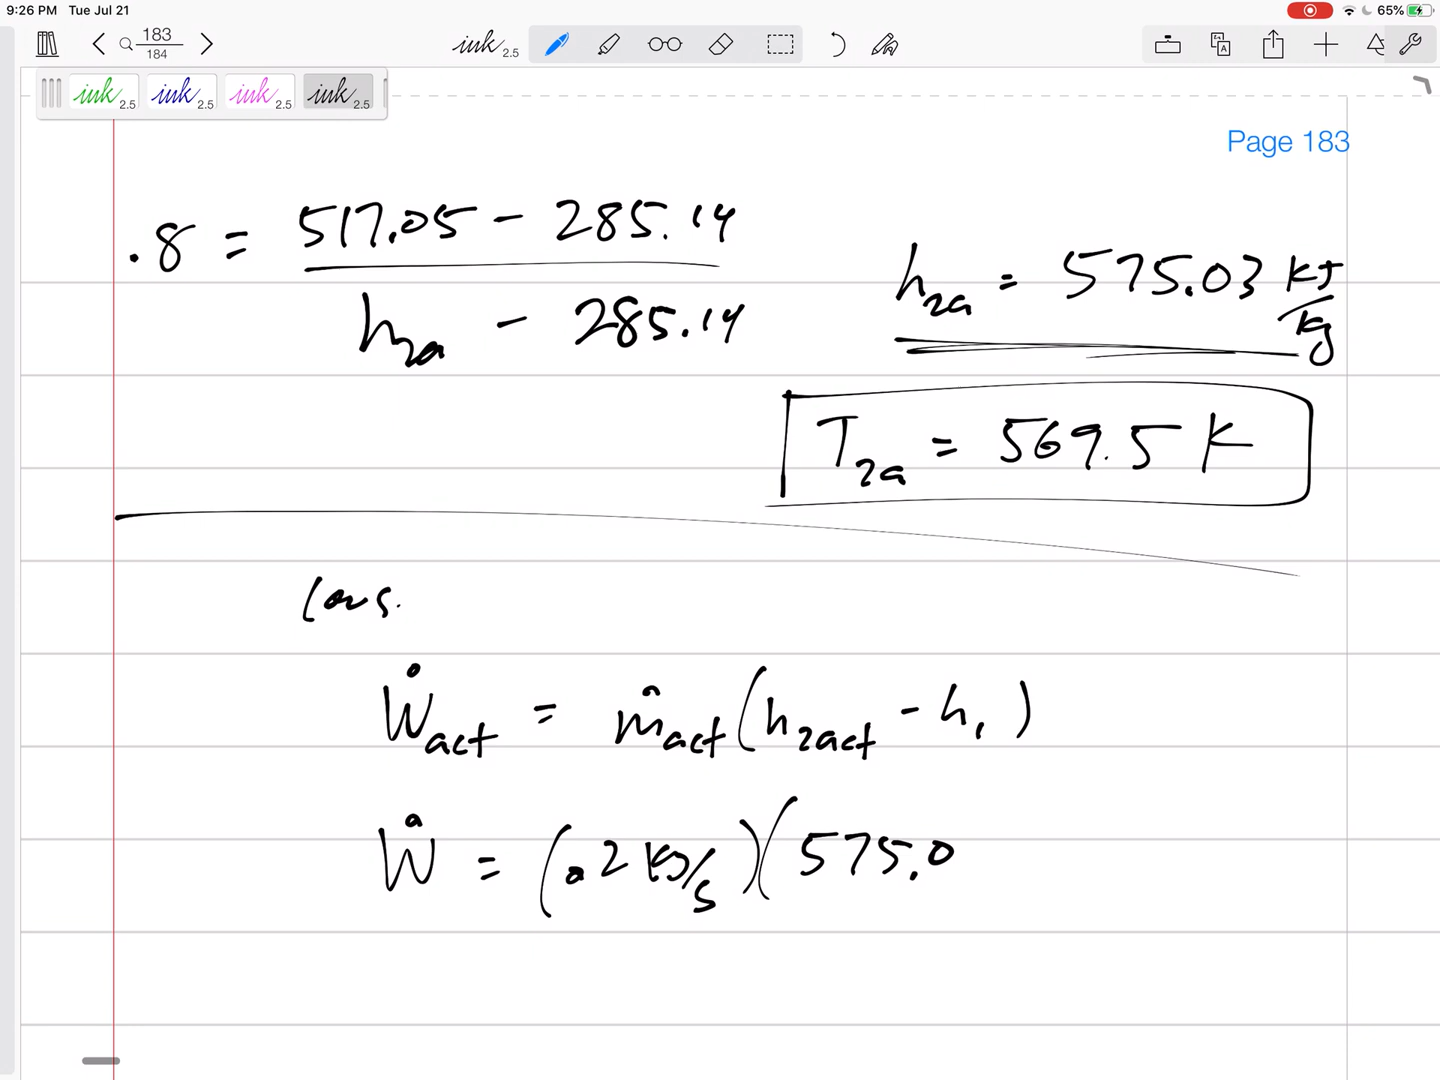 9:26 PM Tue Jul 21
65%
183
184
ink 2.5
ink 2.5 ink 2.5 ink 2.5 ink 2.5
Page 183
.8 = (517.05 - 285.14) / (h2a - 285.14)
h2a = 575.03 kJ/kg
T2a = 569.5 K
Ẇact = ṁact (h2act - h1)
Ẇ = (.2 kg/s)(575.0